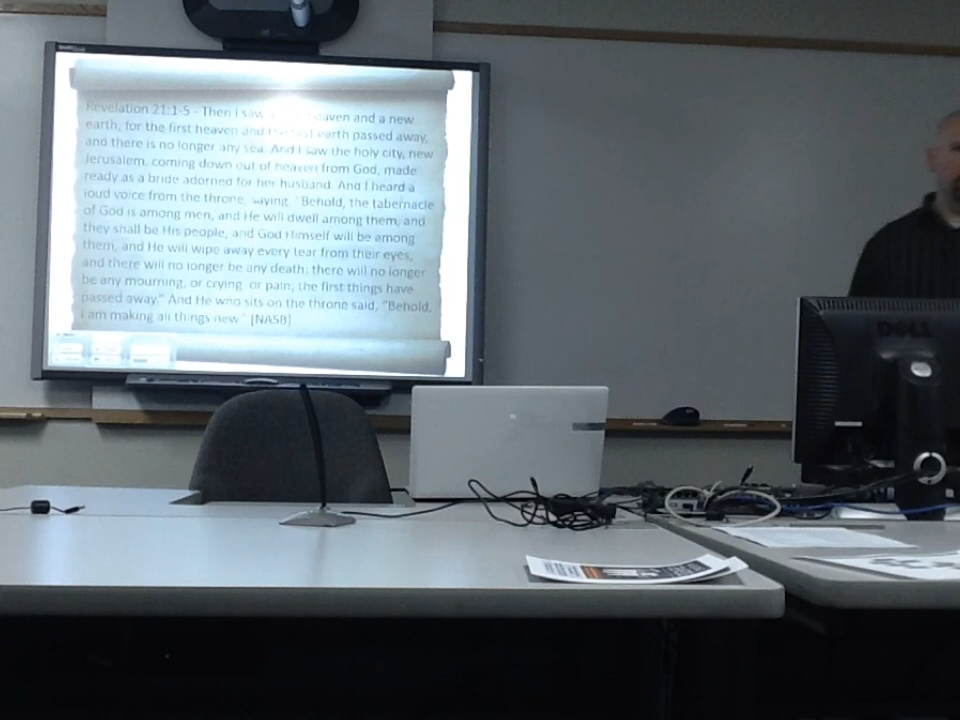 Revelation 21:1-5 - Then I saw a heaven and a new
earth; for the first heaven and the first earth passed away,
and there is no longer any sea. And I saw the holy city, new
Jerusalem, coming down out of heaven from God, made
ready as a bride adorned for her husband. And I heard a
loud voice from the throne, saying, "Behold, the tabernacle
of God is among men, and He will dwell among them, and
they shall be His people, and God Himself will be among
them, and He will wipe away every tear from their eyes,
and there will no longer be any death; there will no longer
be any mourning, or crying, or pain, the first things have
passed away." And He who sits on the throne said, "Behold,
I am making all things new." [NASB]
DELL